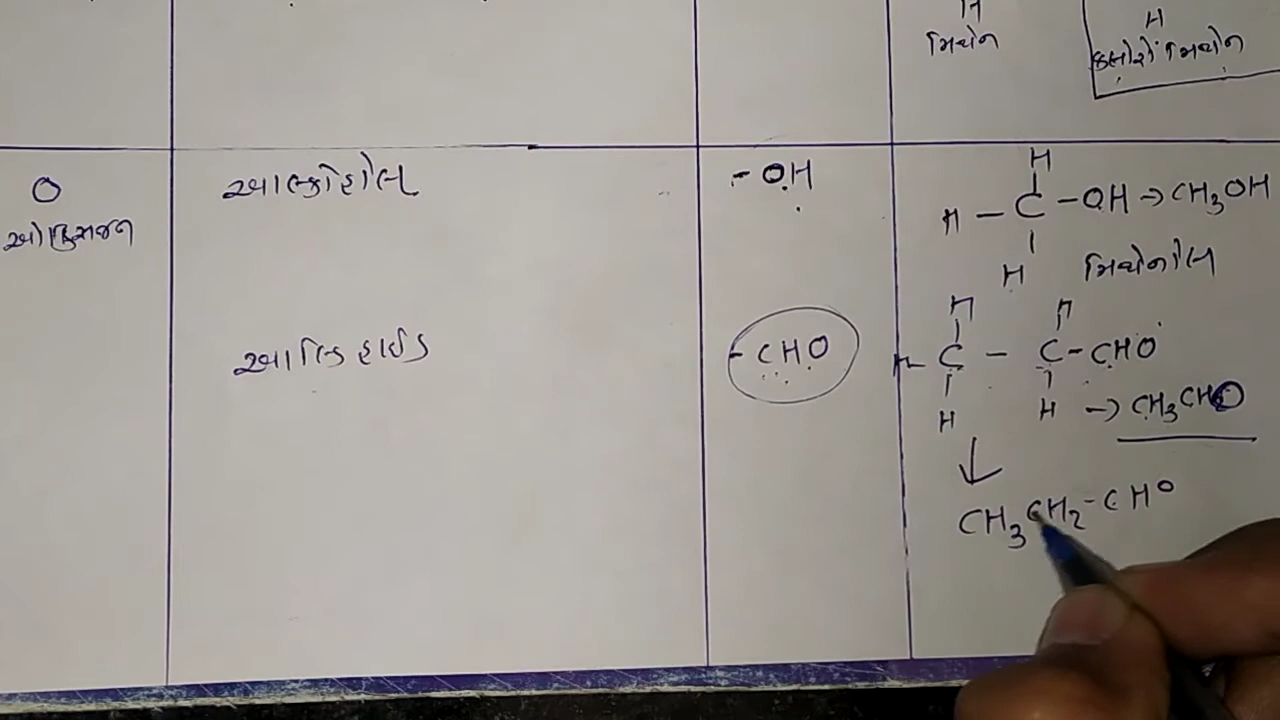 H
H
મિથેન
ક્લોરો મિથેન
O
ઓક્સિજન
આલ્કોહોલ
-OH
H
H - C - OH → CH3OH
H
મિથેનોલ
આલ્ડિહાઈડ
-CHO
H H
H - C - C - CHO
H H → CH3CHO
↓
CH3CH2-CHO